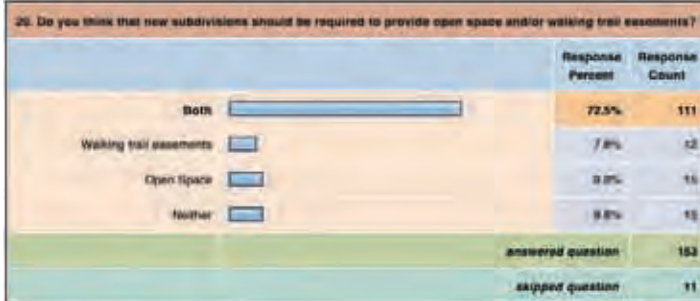 20. Do you think that new subdivisions should be required to provide open space and/or walking trail easements?
Response Percent Response Count
Both 72.5% 111
Walking trail easements 7.8% 12
Open Space 9.8% 15
Neither 9.8% 15
answered question 153
skipped question 11